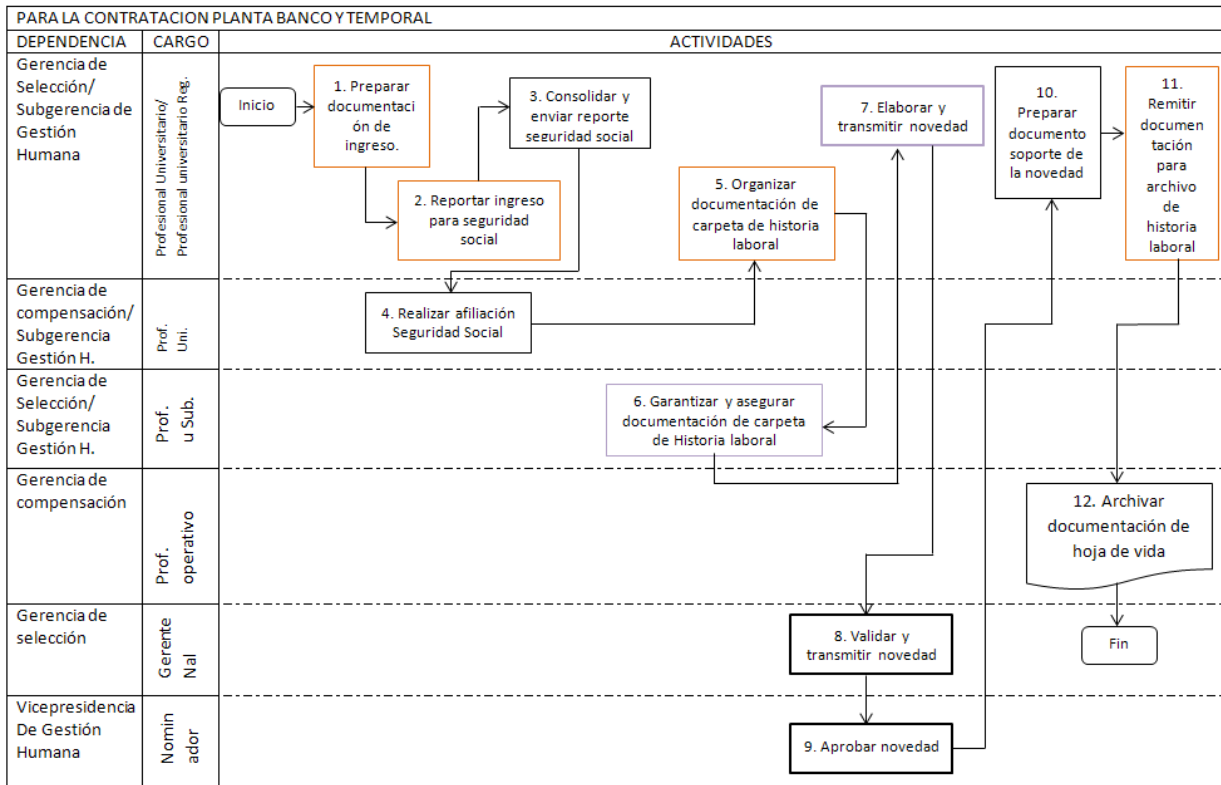 PARA LA CONTRATACION PLANTA BANCO Y TEMPORAL
DEPENDENCIA
CARGO
ACTIVIDADES
Gerencia de
Selección/
Subgerencia de
Gestión
Humana
Profesional Universitario/
Profesional universitario Reg.
Inicio
1. Preparar
documentaci
ón de
ingreso.
2. Reportar ingreso
para seguridad
social
3. Consolidar y
enviar reporte
seguridad social
5. Organizar
documentación de
carpeta de historia
laboral
7. Elaborar y
transmitir novedad
10.
Preparar
documento
soporte de
la novedad
11.
Remitir
documen
tación para
archivo
de
historia
laboral
Gerencia de
compensación/
Subgerencia
Gestión H.
Prof.
Uni.
4. Realizar afiliación
Seguridad Social
Gerencia de
Selección/
Subgerencia
Gestión H.
Prof.
u Sub.
6. Garantizar y asegurar
documentación de carpeta
de Historia laboral
Gerencia de
compensación
Prof.
operativo
12. Archivar
documentación de
hoja de vida
Gerencia de
selección
Gerente
Nal
8. Validar y
transmitir novedad
Fin
Vicepresidencia
De Gestión
Humana
Nomin
ador
9. Aprobar novedad